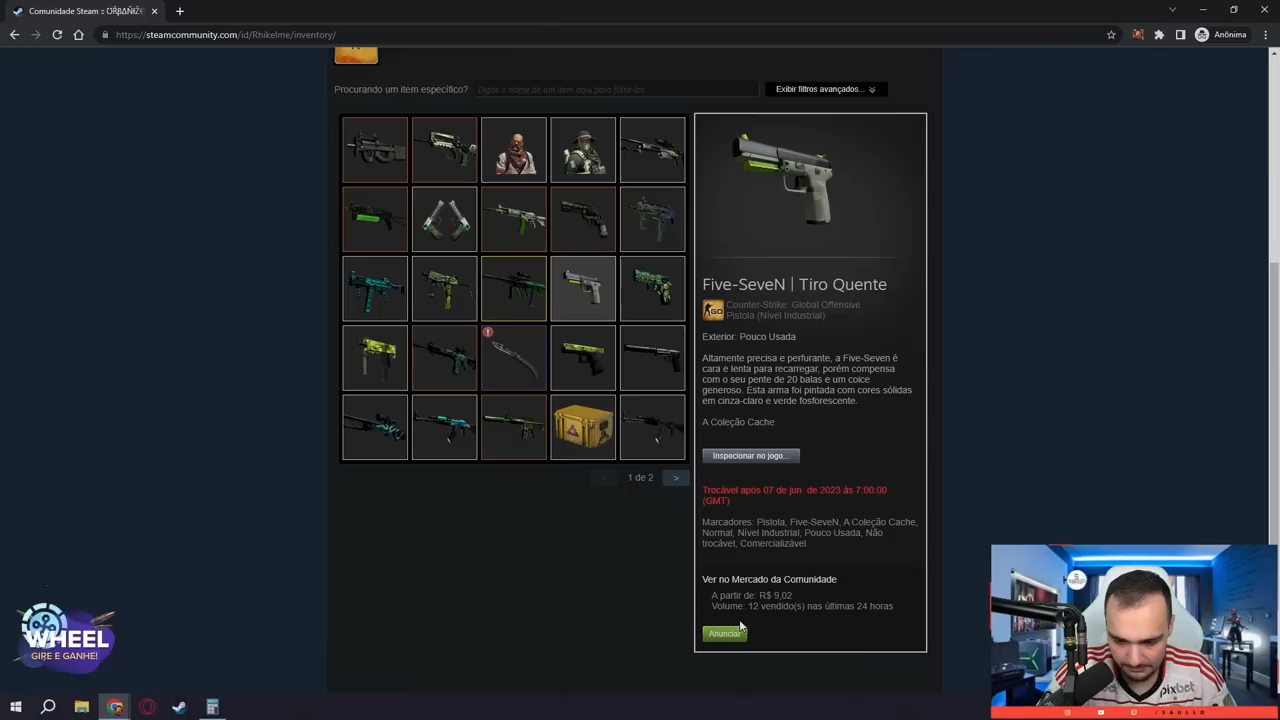 Comunidade Steam ::
https://steamcommunity.com/id/Rhikelme/inventory/
Anônima
Procurando um item específico?
Digite o nome de um item aqui para filtrá-los
Exibir filtros avançados...
Five-SeveN | Tiro Quente
Counter-Strike: Global Offensive
Pistola (Nível Industrial)
Exterior: Pouco Usada
Altamente precisa e perfurante, a Five-Seven é
cara e lenta para recarregar, porém compensa
com o seu pente de 20 balas e um coice
generoso. Esta arma foi pintada com cores sólidas
em cinza-claro e verde fosforescente.
A Coleção Cache
Inspecionar no jogo...
1 de 2 >
Trocável após 07 de jun. de 2023 às 7:00:00
(GMT)
Marcadores: Pistola, Five-SeveN, A Coleção Cache,
Normal, Nível Industrial, Pouco Usada, Não
trocável, Comercializável
Ver no Mercado da Comunidade
A partir de: R$ 9,02
Volume: 12 vendido(s) nas últimas 24 horas
Anunciar
WHEEL
GIRE E GANHE!
pixbet
SAULLO